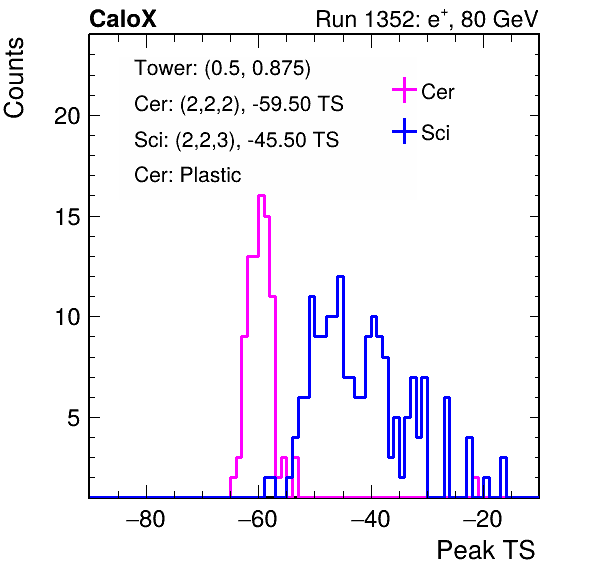 CaloX Run 1352: e⁺, 80 GeV
Counts
Tower: (0.5, 0.875)
Cer: (2,2,2), -59.50 TS
Sci: (2,2,3), -45.50 TS
Cer: Plastic
Cer
Sci
20
15
10
5
−80 −60 −40 −20
Peak TS